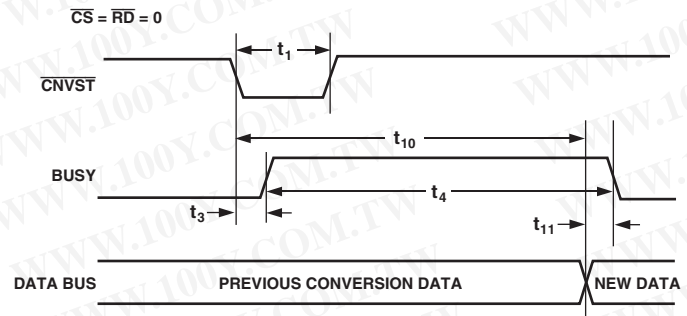 CS = RD = 0
t1
CNVST
t10
BUSY
t4
t3
t11
DATA BUS
PREVIOUS CONVERSION DATA
NEW DATA
WWW.100Y.COM.TW